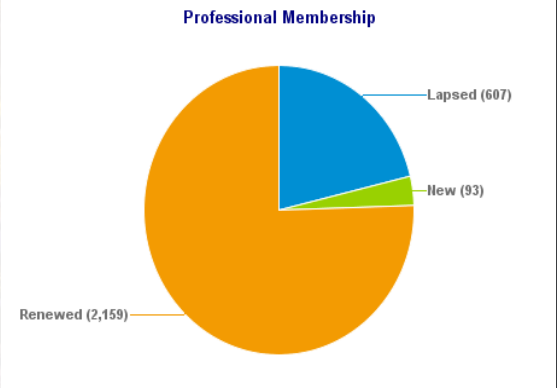 Professional Membership
Lapsed (607)
New (93)
Renewed (2,159)